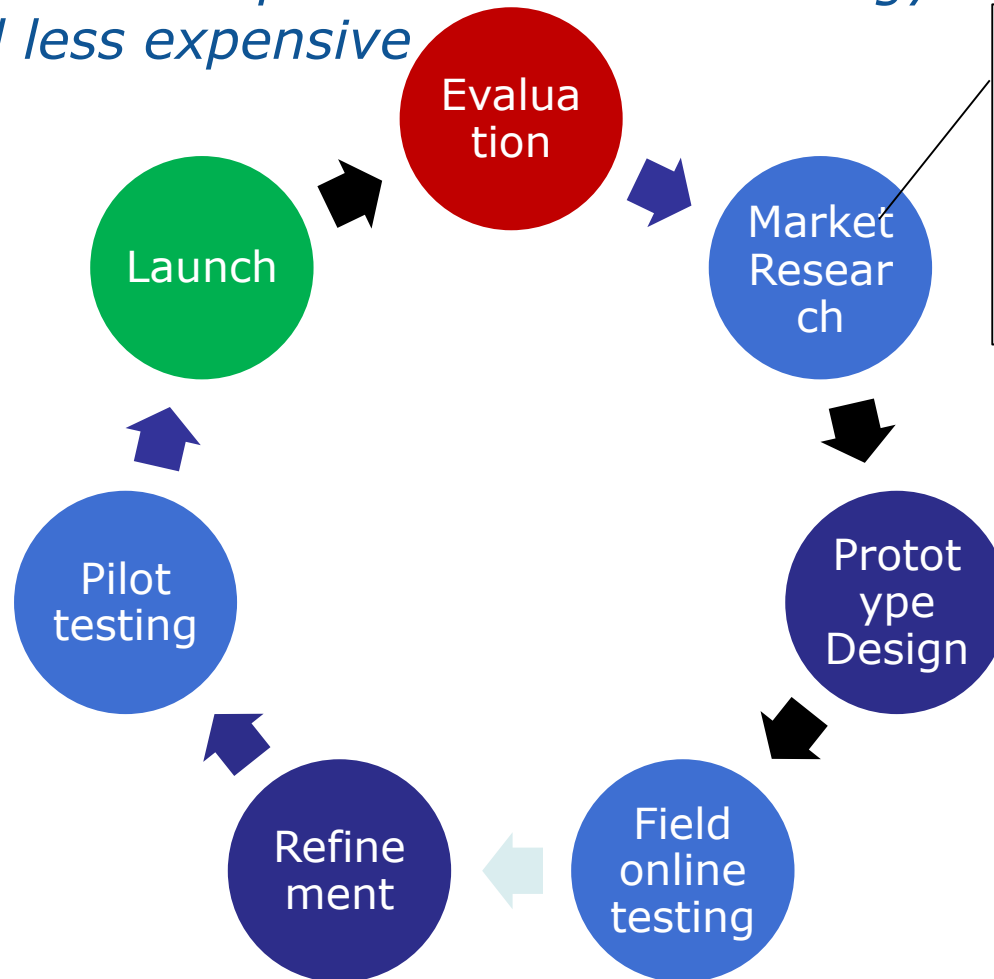 less expensive
Evalua
tion
Market
Resear
ch
Protot
ype
Design
Field
online
testing
Refine
ment
Pilot
testing
Launch